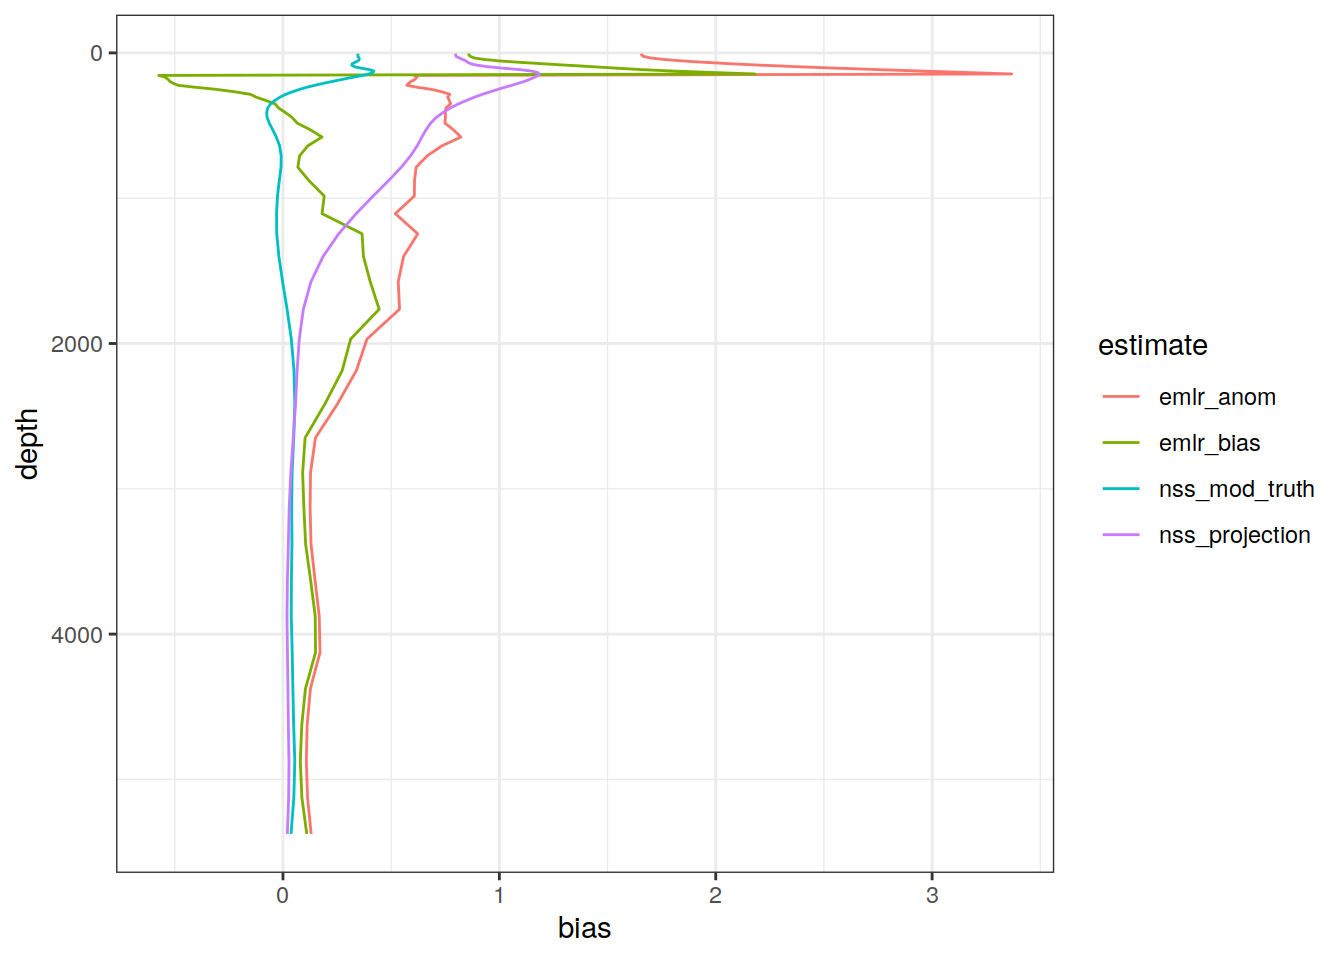 0
2000
4000
depth
0
1
2
3
bias
estimate
emlr_anom
emlr_bias
nss_mod_truth
nss_projection